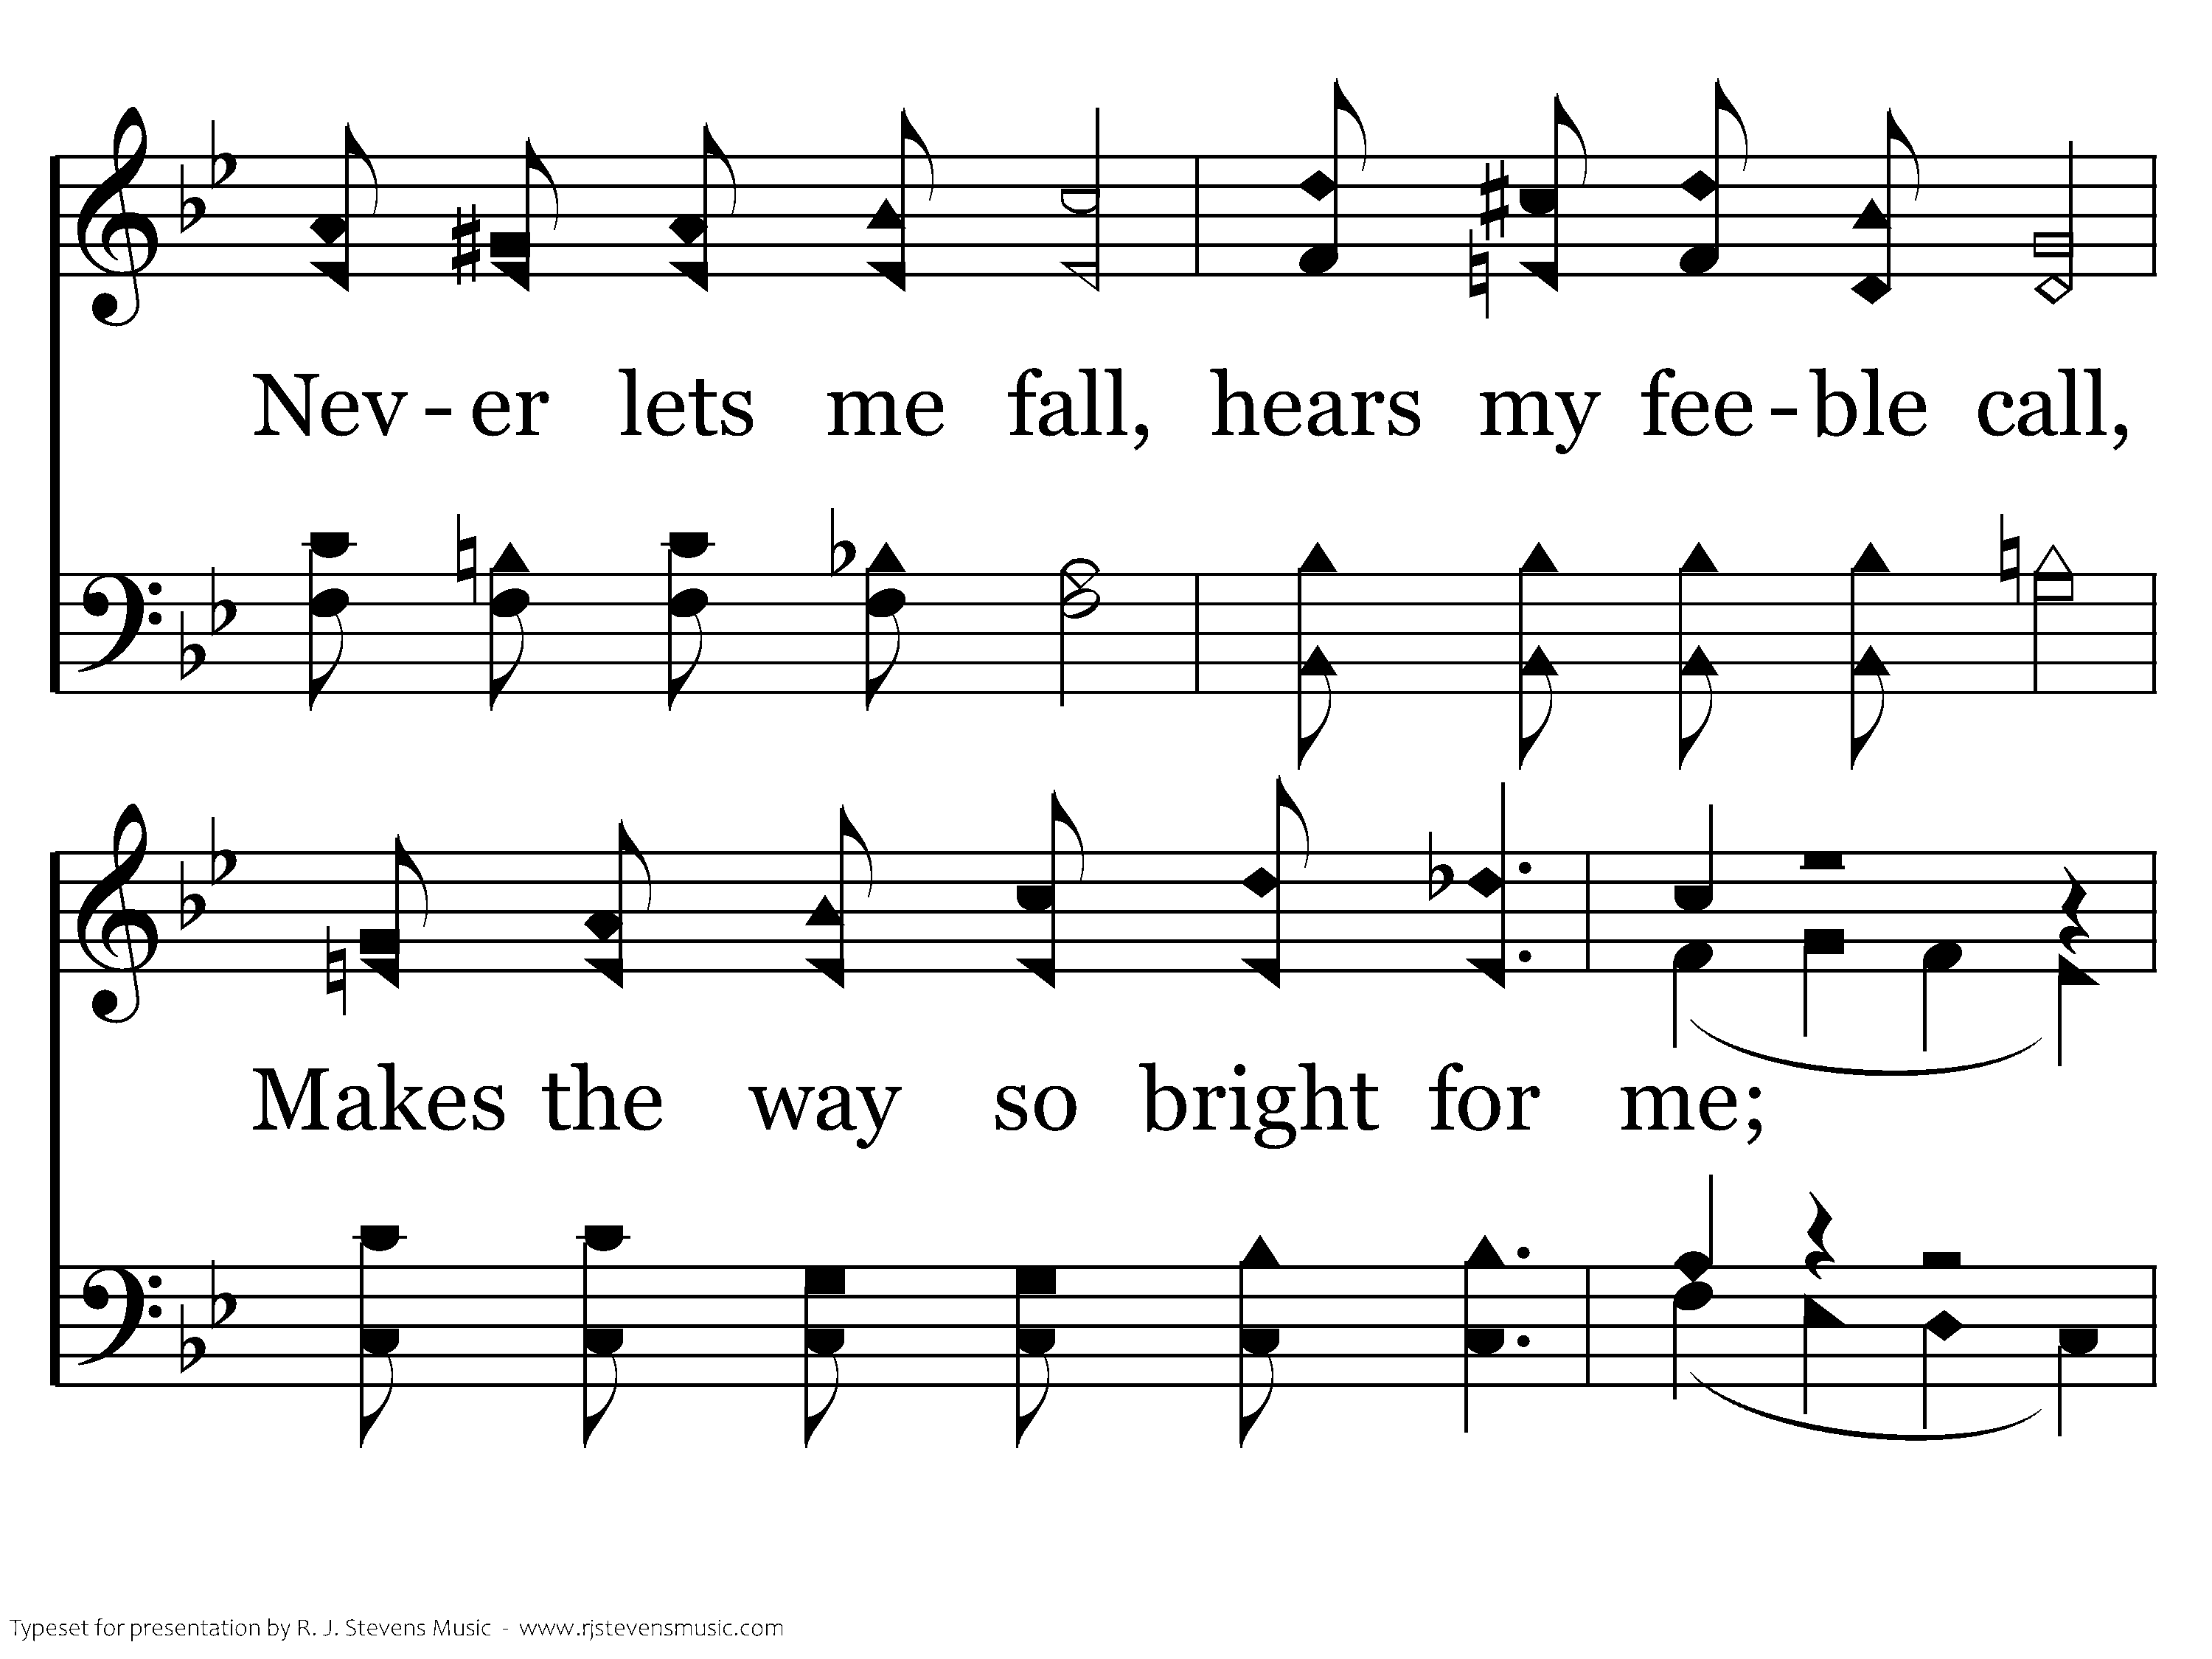 Nev - er lets me fall, hears my fee - ble call,
Makes the way so bright for me;
Typeset for presentation by R. J. Stevens Music - www.rjstevensmusic.com